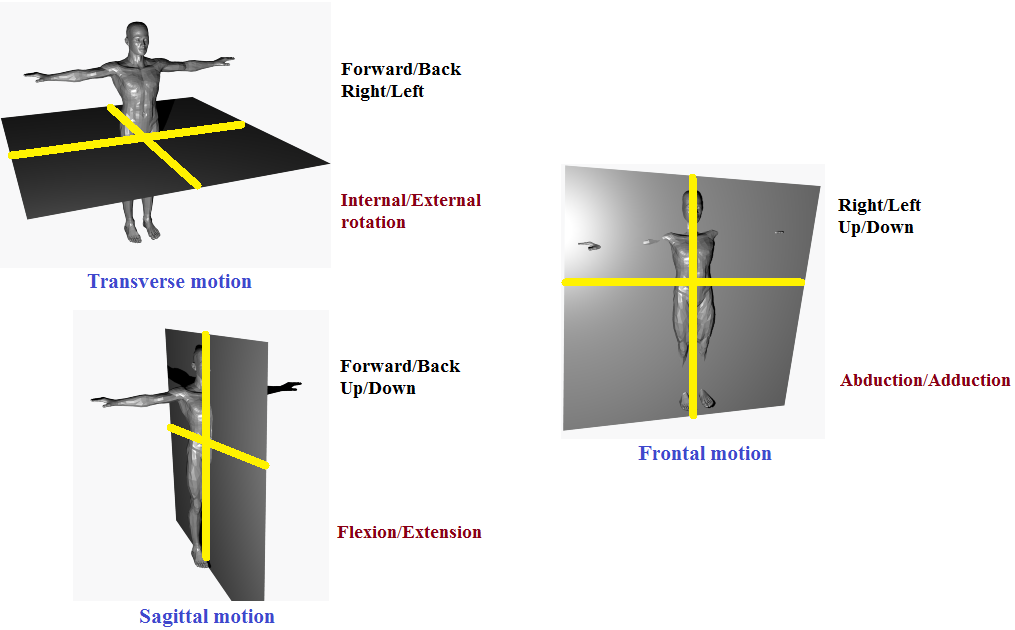 Forward/Back
Right/Left
Internal/External
rotation
Transverse motion
Forward/Back
Up/Down
Flexion/Extension
Sagittal motion
Right/Left
Up/Down
Abduction/Adduction
Frontal motion